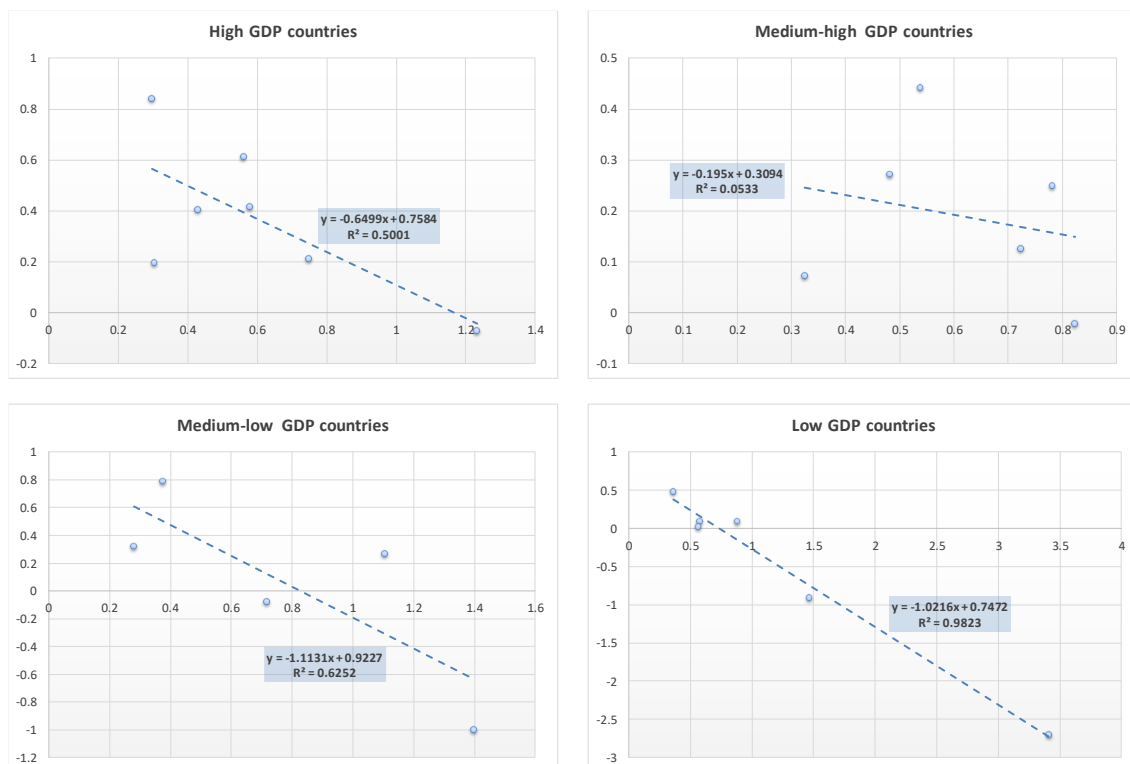 High GDP countries
1
0.8
0.6
0.4
0.2
0
-0.2
0 0.2 0.4 0.6 0.8 1 1.2 1.4
y = -0.6499x + 0.7584
R² = 0.5001
Medium-high GDP countries
0.5
0.4
0.3
0.2
0.1
0
-0.1
0 0.1 0.2 0.3 0.4 0.5 0.6 0.7 0.8 0.9
y = -0.195x + 0.3094
R² = 0.0533
Medium-low GDP countries
1
0.8
0.6
0.4
0.2
0
-0.2
-0.4
-0.6
-0.8
-1
-1.2
0 0.2 0.4 0.6 0.8 1 1.2 1.4 1.6
y = -1.1131x + 0.9227
R² = 0.6252
Low GDP countries
1
0.5
0
-0.5
-1
-1.5
-2
-2.5
-3
0 0.5 1 1.5 2 2.5 3 3.5 4
y = -1.0216x + 0.7472
R² = 0.9823